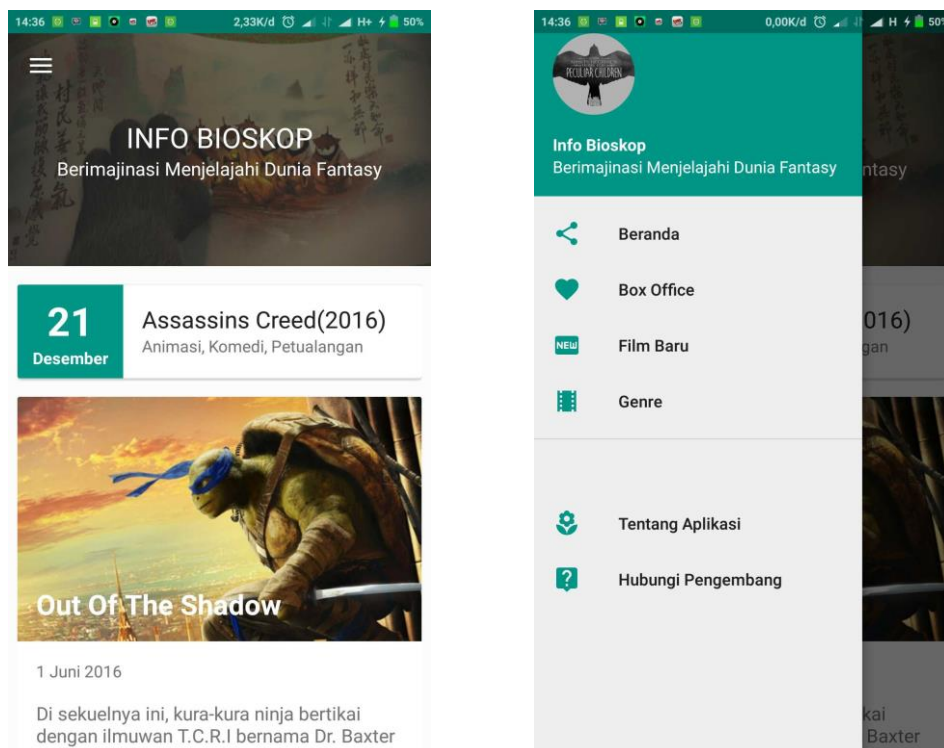 14:36
2,33K/d
H+
50%
INFO BIOSKOP
Berimajinasi Menjelajahi Dunia Fantasy
21
Desember
Assassins Creed(2016)
Animasi, Komedi, Petualangan
Out Of The Shadow
1 Juni 2016
Di sekuelnya ini, kura-kura ninja bertikai
dengan ilmuwan T.C.R.I bernama Dr. Baxter
14:36
0,00K/d
H
50%
PECULIAR CHILDREN
Info Bioskop
Berimajinasi Menjelajahi Dunia Fantasy
ntasy
Beranda
Box Office
016)
NEW
Film Baru
gan
Genre
Tentang Aplikasi
?
Hubungi Pengembang
kai
Baxter